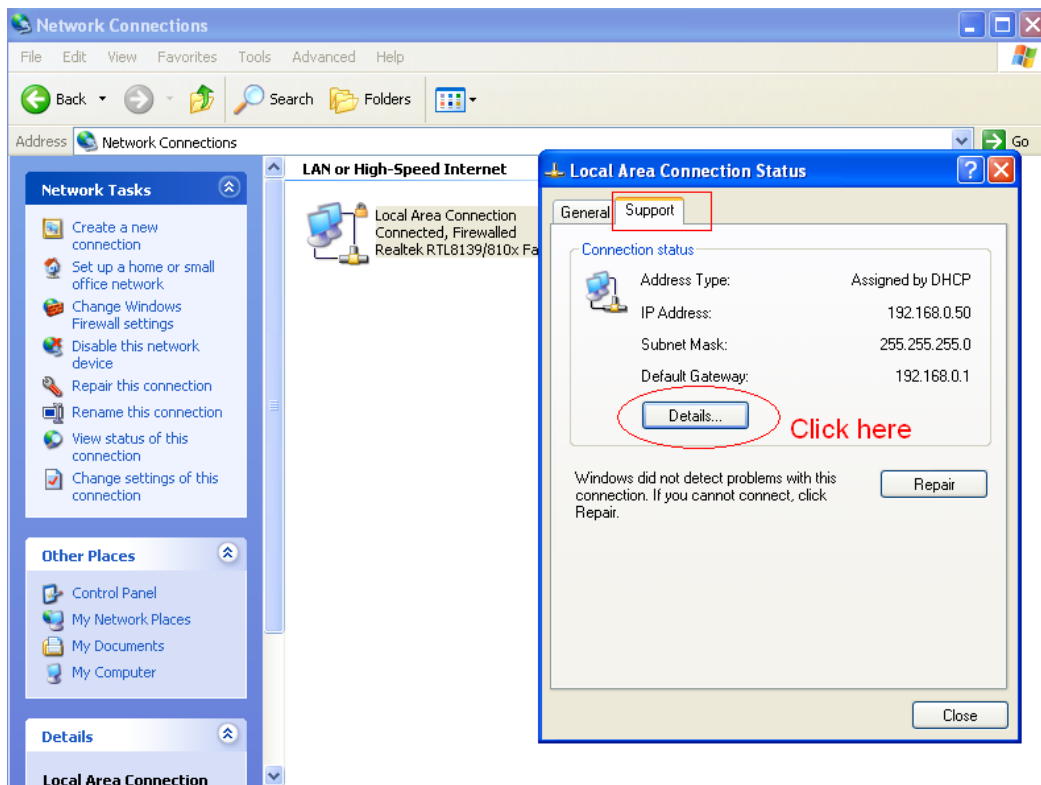 Network Connections
File Edit View Favorites Tools Advanced Help
Back Search Folders
Address Network Connections Go
Network Tasks
Create a new
connection
Set up a home or small
office network
Change Windows
Firewall settings
Disable this network
device
Repair this connection
Rename this connection
View status of this
connection
Change settings of this
connection
Other Places
Control Panel
My Network Places
My Documents
My Computer
Details
Local Area Connection
LAN or High-Speed Internet
Local Area Connection
Connected, Firewalled
Realtek RTL8139/810x Fa
Local Area Connection Status
General Support
Connection status
Address Type: Assigned by DHCP
IP Address: 192.168.0.50
Subnet Mask: 255.255.255.0
Default Gateway: 192.168.0.1
Details...
Click here
Windows did not detect problems with this
connection. If you cannot connect, click
Repair.
Repair
Close